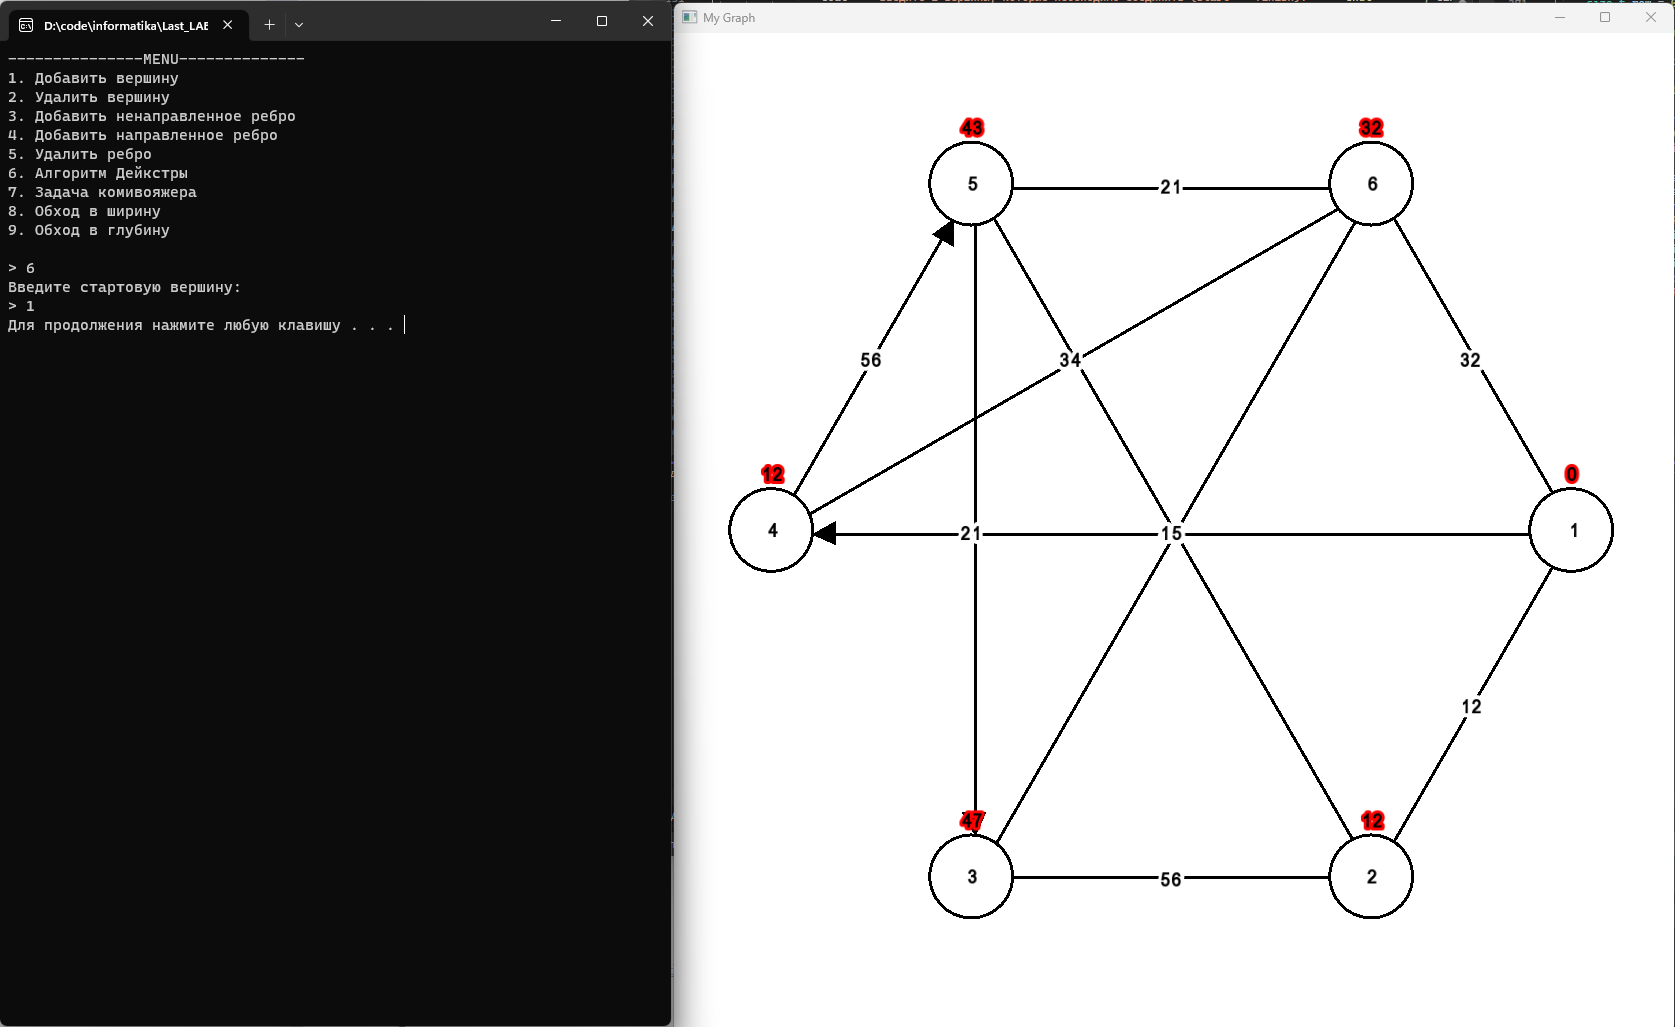 D:\code\informatika\Last_LAE
---------------MENU--------------
1. Добавить вершину
2. Удалить вершину
3. Добавить ненаправленное ребро
4. Добавить направленное ребро
5. Удалить ребро
6. Алгоритм Дейкстры
7. Задача комивояжера
8. Обход в ширину
9. Обход в глубину
> 6
Введите стартовую вершину:
> 1
Для продолжения нажмите любую клавишу . . .
My Graph
43
32
5
21
6
56
34
32
12
0
4
21
15
1
12
47
12
3
56
2